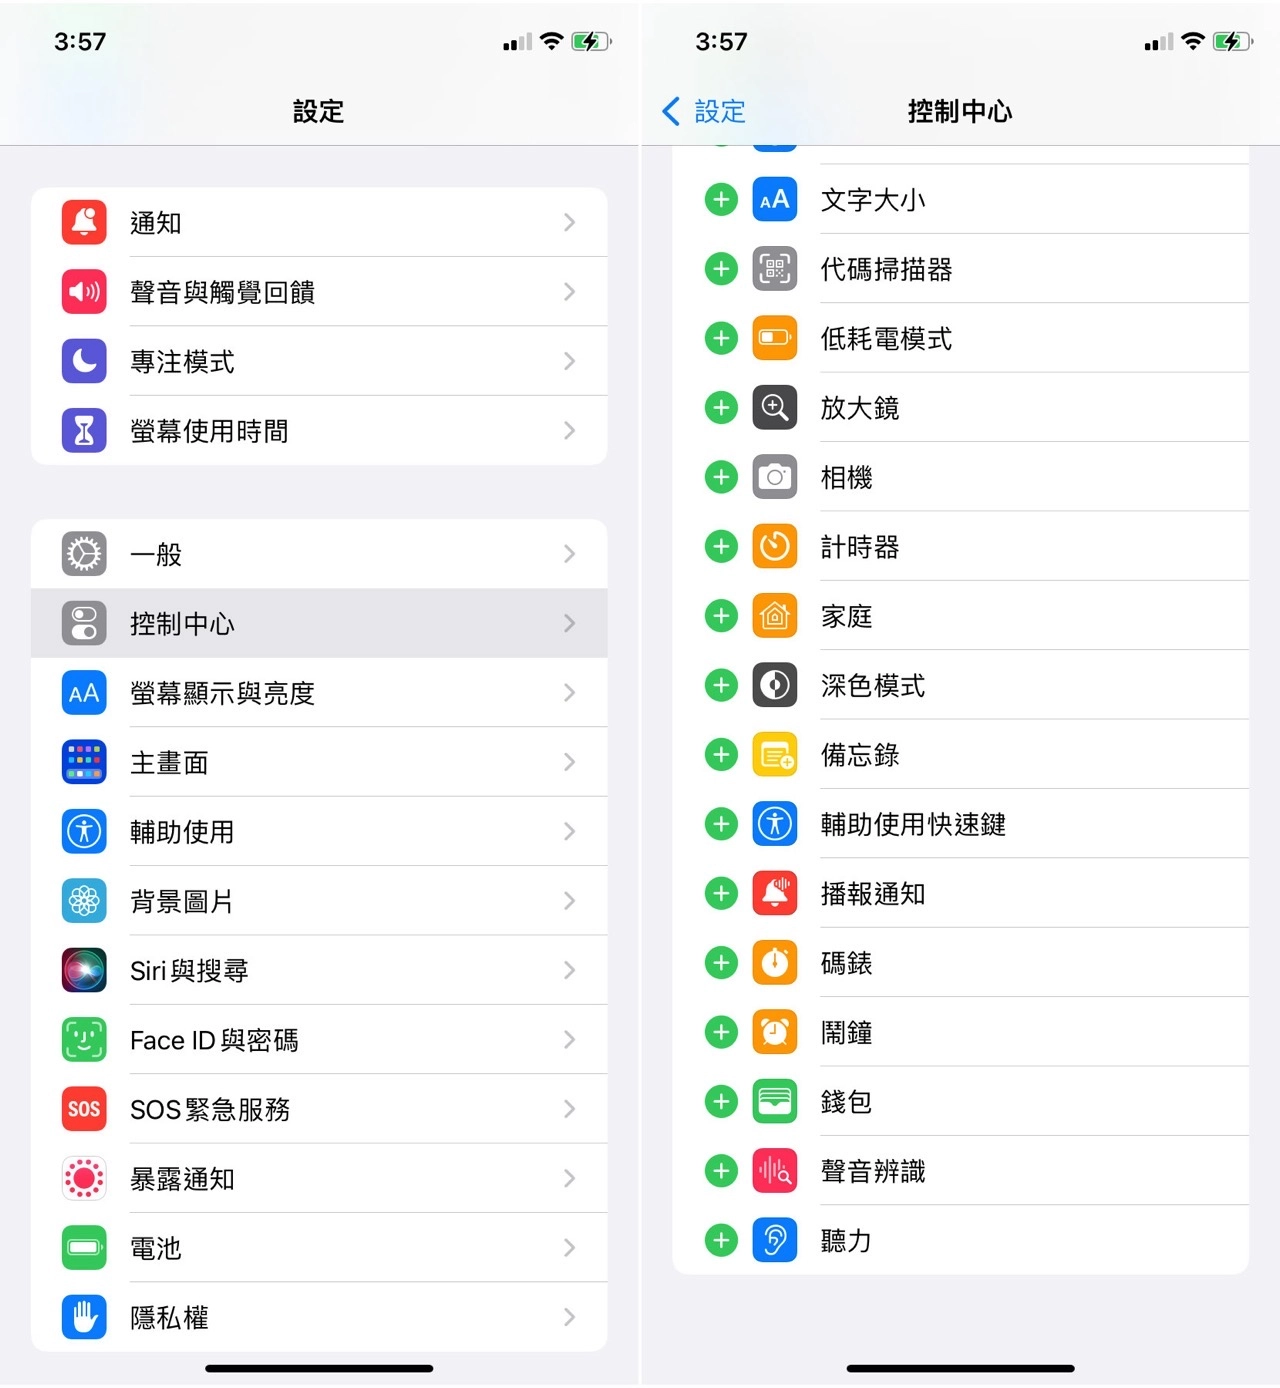 3:57
設定
通知
聲音與觸覺回饋
專注模式
螢幕使用時間
一般
控制中心
AA 螢幕顯示與亮度
主畫面
輔助使用
背景圖片
Siri與搜尋
Face ID與密碼
SOS SOS緊急服務
暴露通知
電池
隱私權
3:57
設定 控制中心
AA 文字大小
代碼掃描器
低耗電模式
放大鏡
相機
計時器
家庭
深色模式
備忘錄
輔助使用快速鍵
播報通知
碼錶
鬧鐘
錢包
聲音辨識
聽力